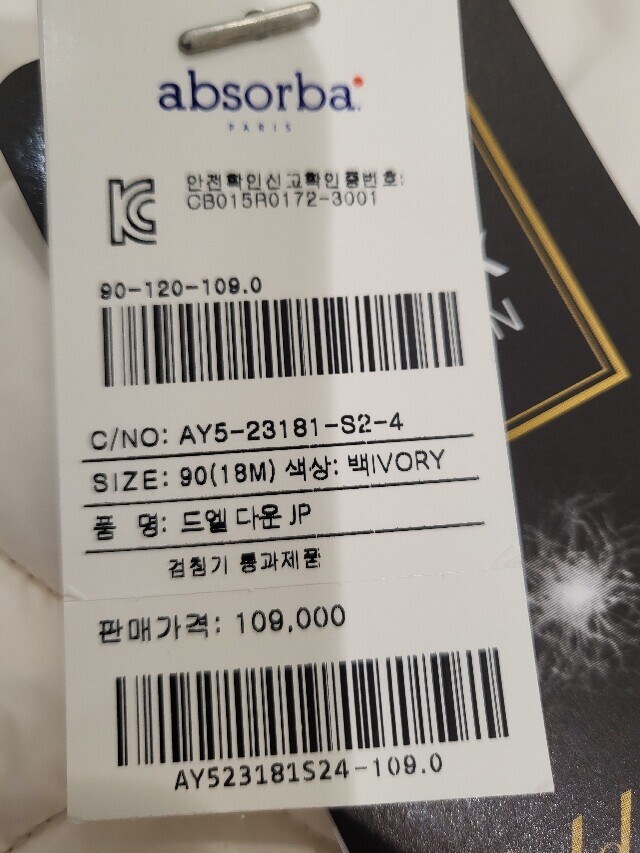 absorba
PARIS
안전확인신고확인증번호:
CB015R0172-3001
90-120-109.0
C/NO: AY5-23181-S2-4
SIZE: 90(18M) 색상: 백IVORY
품 명: 드엘 다운 JP
검침기 통과제품
판매가격: 109,000
AY523181S24-109.0